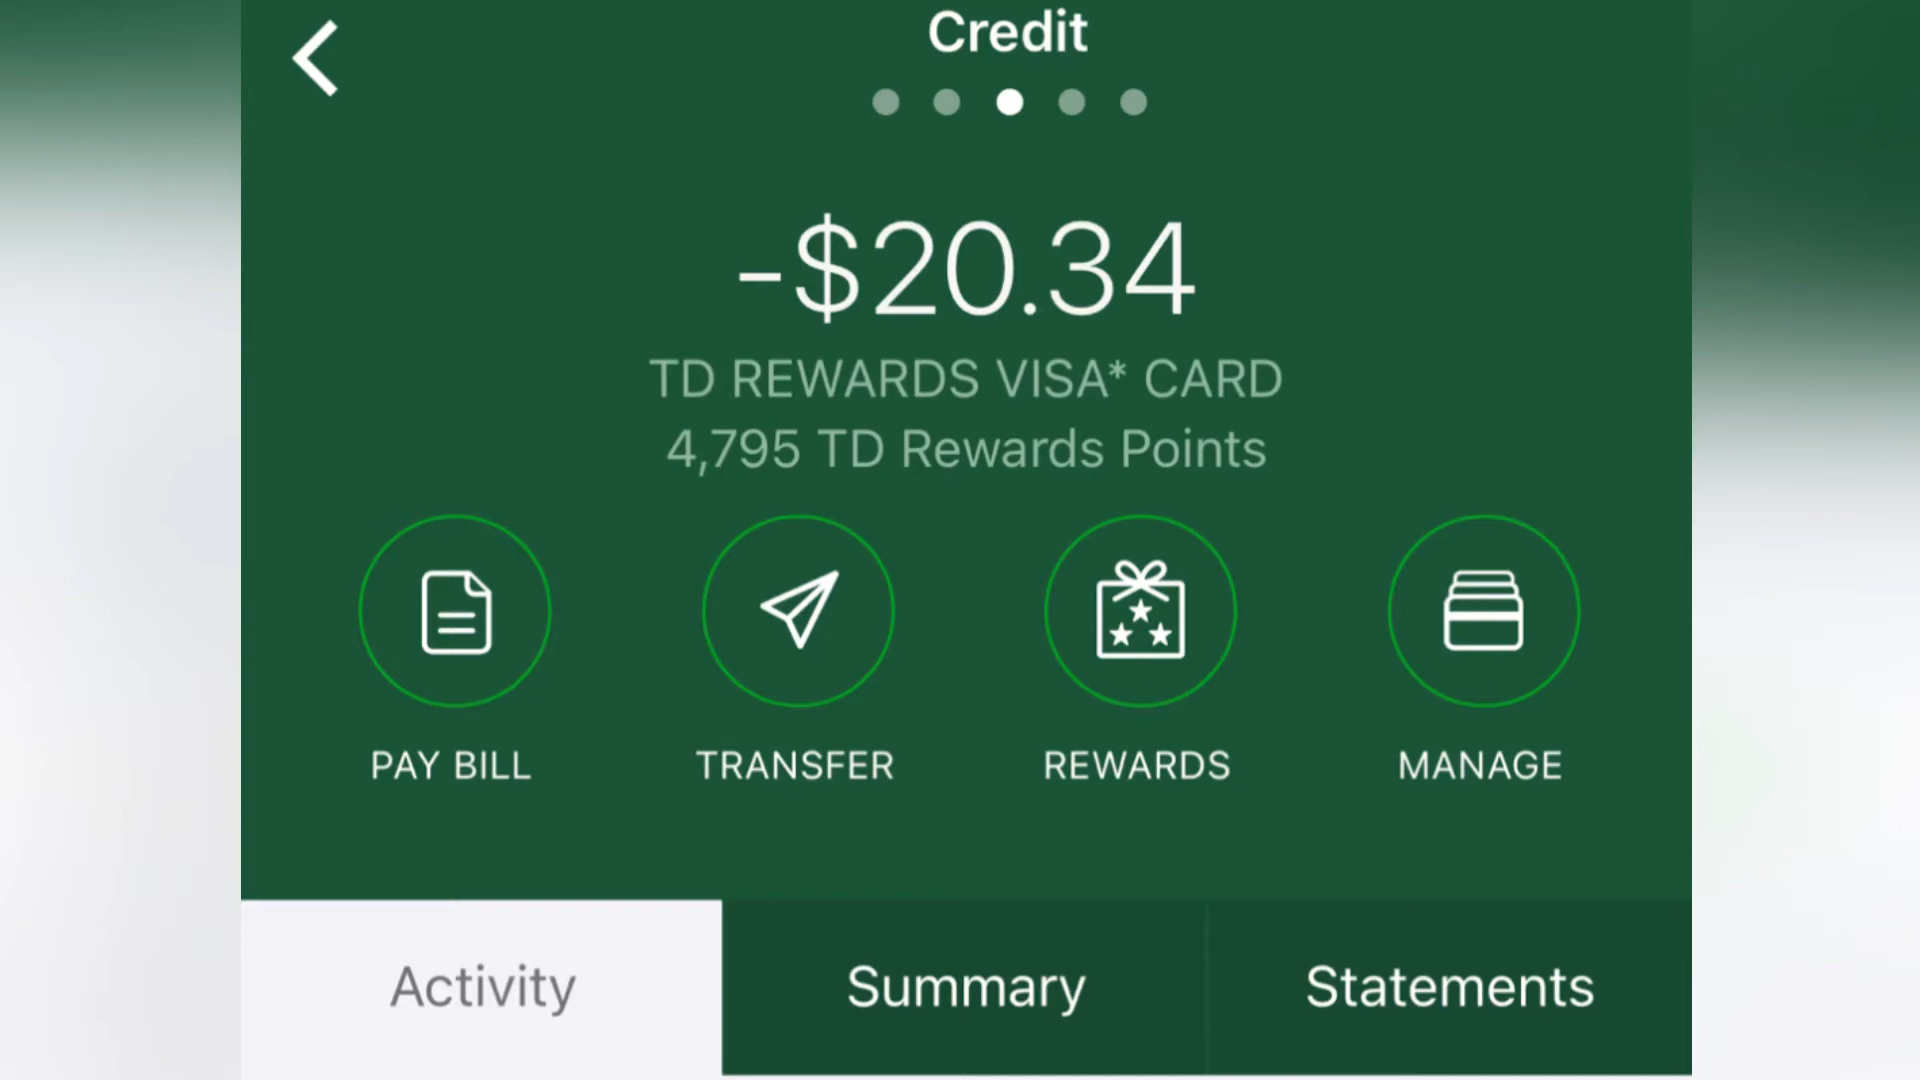 Credit
-$20.34
TD REWARDS VISA* CARD
4,795 TD Rewards Points
PAY BILL TRANSFER REWARDS MANAGE
Activity Summary Statements